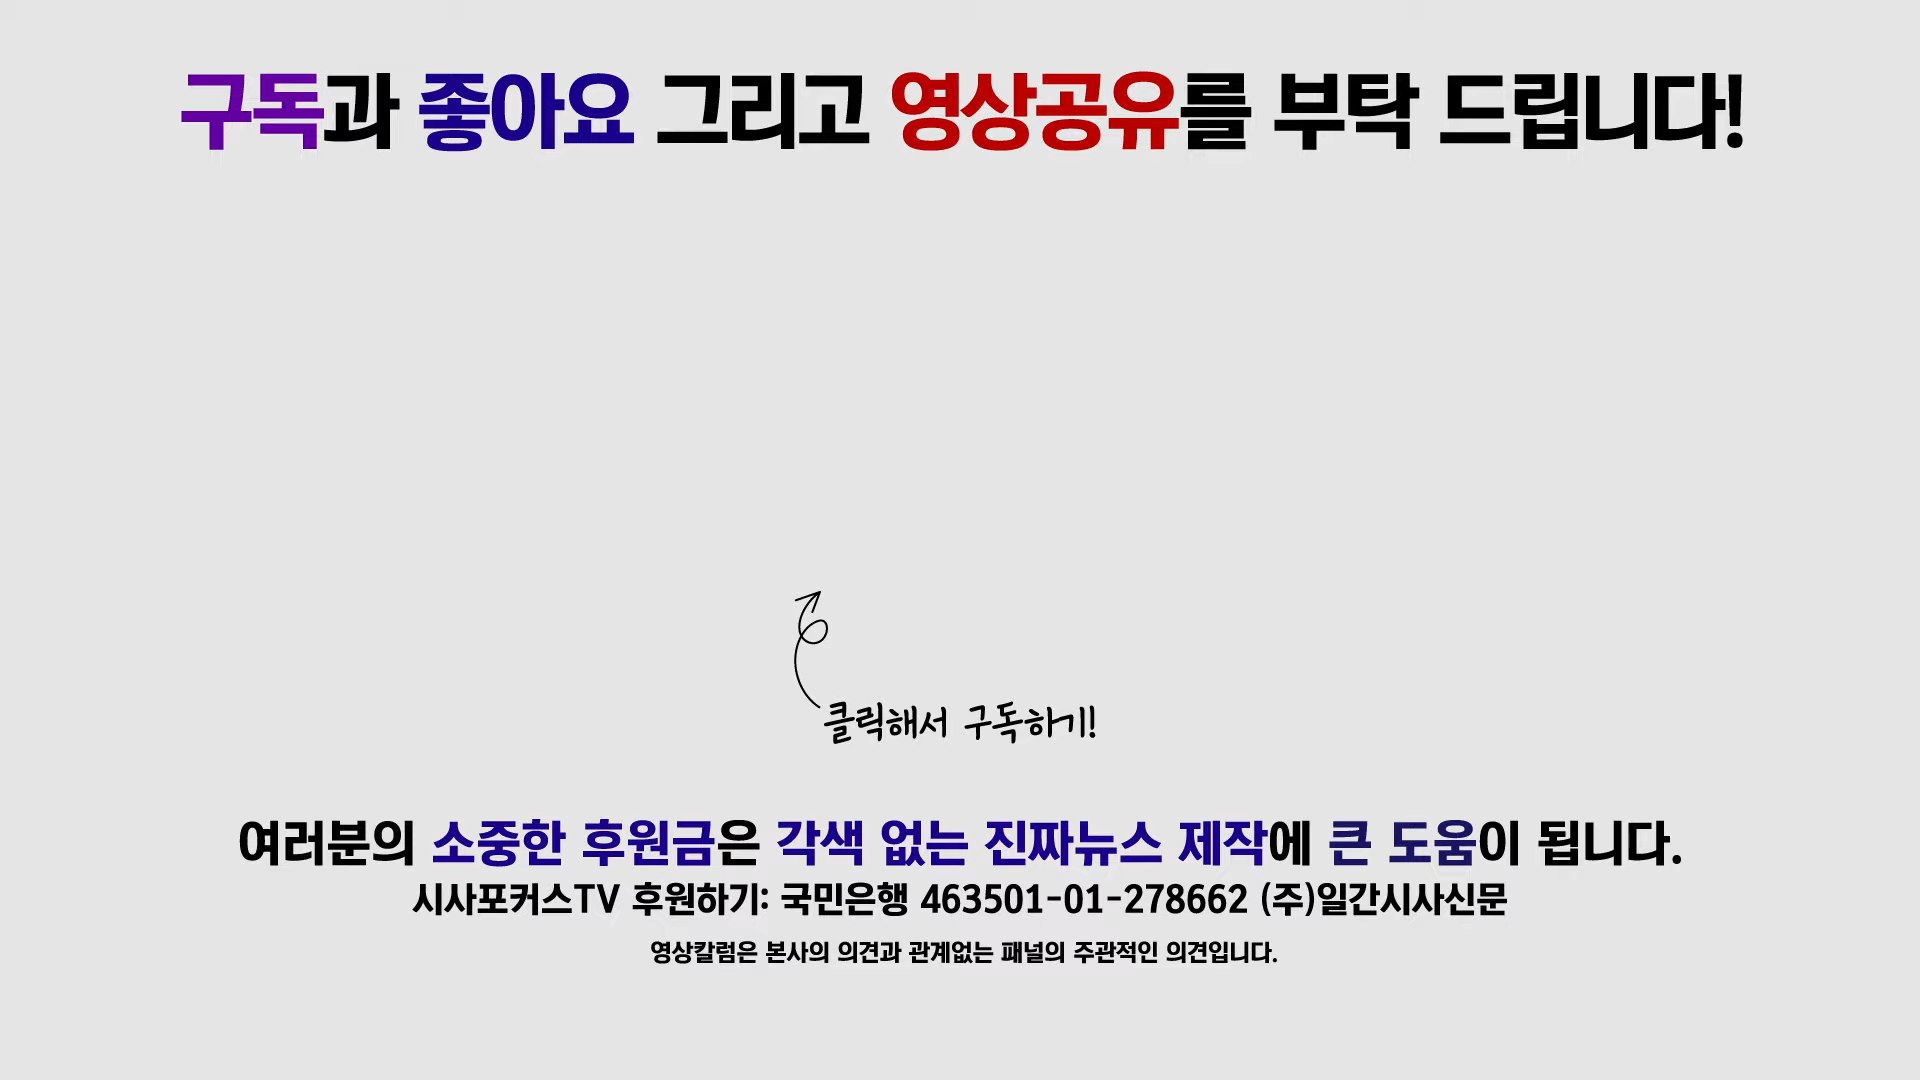 구독과 좋아요 그리고 영상공유를 부탁 드립니다!
클릭해서 구독하기!
여러분의 소중한 후원금은 각색 없는 진짜뉴스 제작에 큰 도움이 됩니다.
시사포커스TV 후원하기: 국민은행 463501-01-278662 (주)일간시사신문
영상칼럼은 본사의 의견과 관계없는 패널의 주관적인 의견입니다.